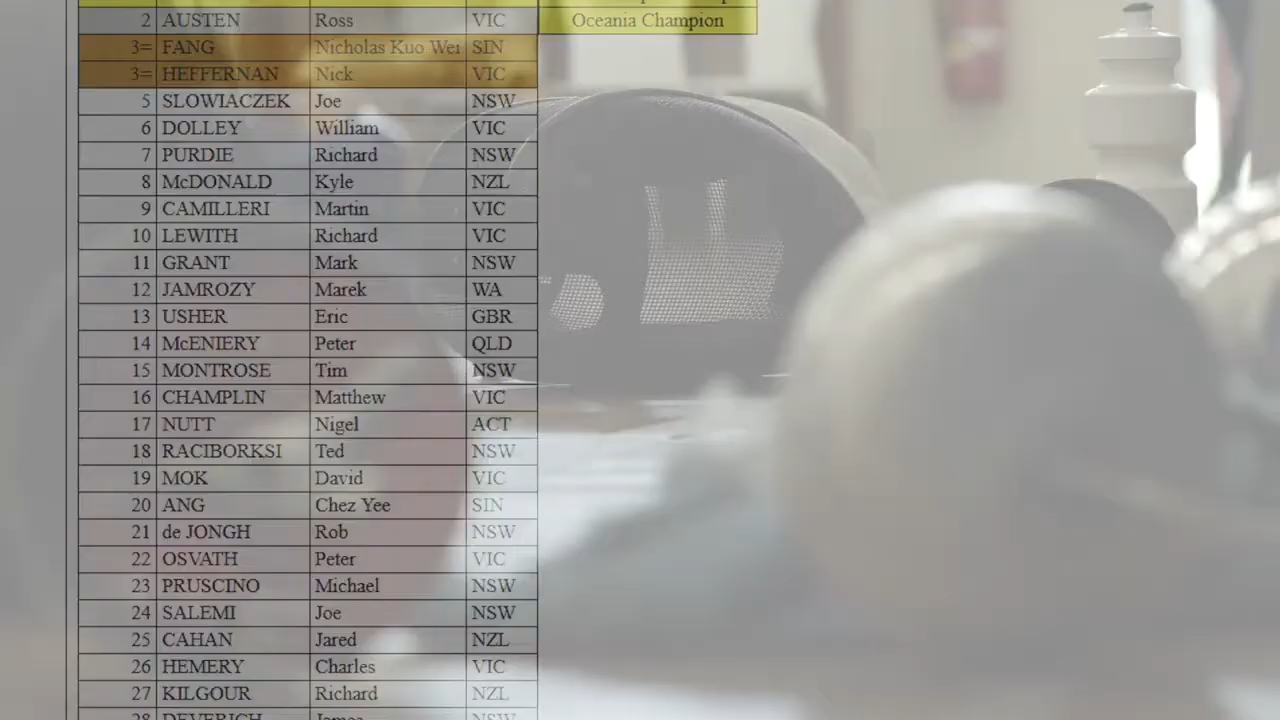 2 AUSTEN Ross VIC Oceania Champion
3= FANG Nicholas Kuo Wei SIN
3= HEFFERNAN Nick VIC
5 SLOWIACZEK Joe NSW
6 DOLLEY William VIC
7 PURDIE Richard NSW
8 McDONALD Kyle NZL
9 CAMILLERI Martin VIC
10 LEWITH Richard VIC
11 GRANT Mark NSW
12 JAMROZY Marek WA
13 USHER Eric GBR
14 McENIERY Peter QLD
15 MONTROSE Tim NSW
16 CHAMPLIN Matthew VIC
17 NUTT Nigel ACT
18 RACIBORKSI Ted NSW
19 MOK David VIC
20 ANG Chez Yee SIN
21 de JONGH Rob NSW
22 OSVATH Peter VIC
23 PRUSCINO Michael NSW
24 SALEMI Joe NSW
25 CAHAN Jared NZL
26 HEMERY Charles VIC
27 KILGOUR Richard NZL
28 DEVERICH James NSW